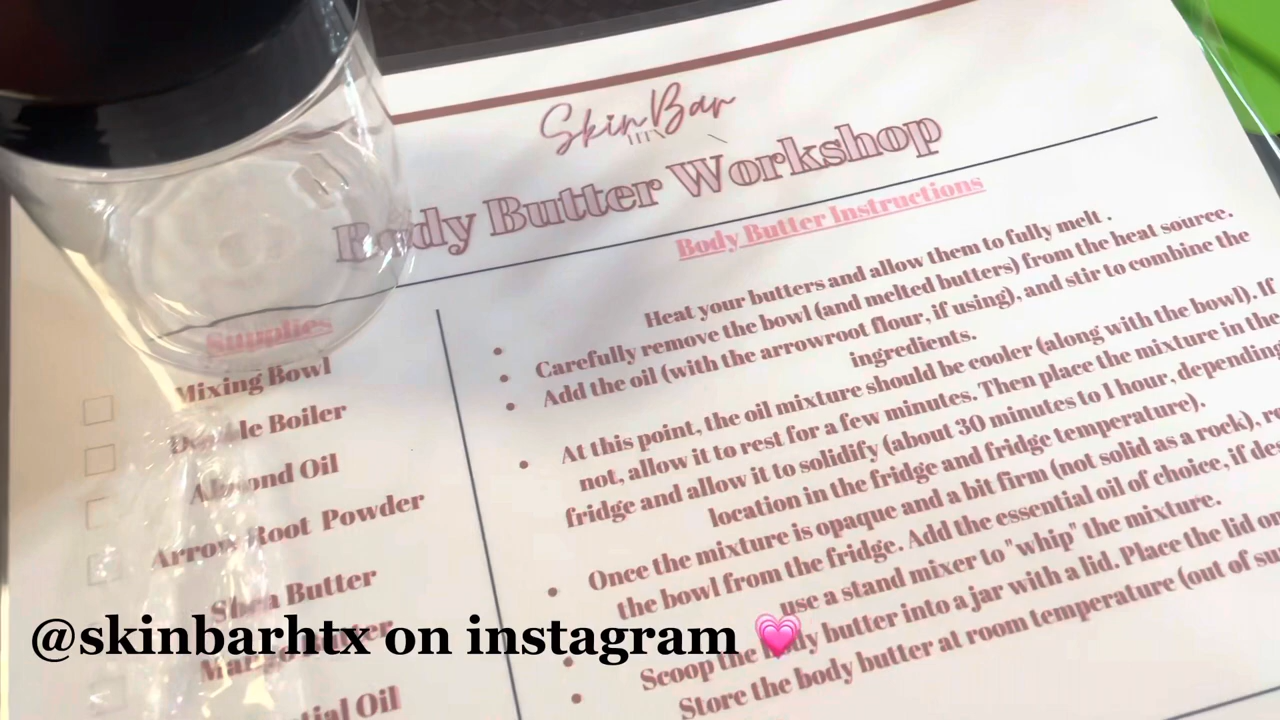 SkinBar
HTX
Body Butter Workshop
Supplies
Mixing Bowl
Double Boiler
Almond Oil
Arrow Root Powder
Shea Butter
Mango Butter
Oil
Body Butter Instructions
Heat your butters and allow them to fully melt .
Carefully remove the bowl (and melted butters) from the heat source.
Add the oil (with the arrowroot flour, if using), and stir to combine the
ingredients.
At this point, the oil mixture should be cooler (along with the bowl). If
not, allow it to rest for a few minutes. Then place the mixture in the
fridge and allow it to solidify (about 30 minutes to 1 hour, depending
location in the fridge and fridge temperature).
Once the mixture is opaque and a bit firm (not solid as a rock),
the bowl from the fridge. Add the essential oil of choice, if
use a stand mixer to "whip" the mixture.
Scoop the body butter into a jar with a lid. Place the lid
Store the body butter at room temperature (out of
@skinbarhtx on instagram 💗